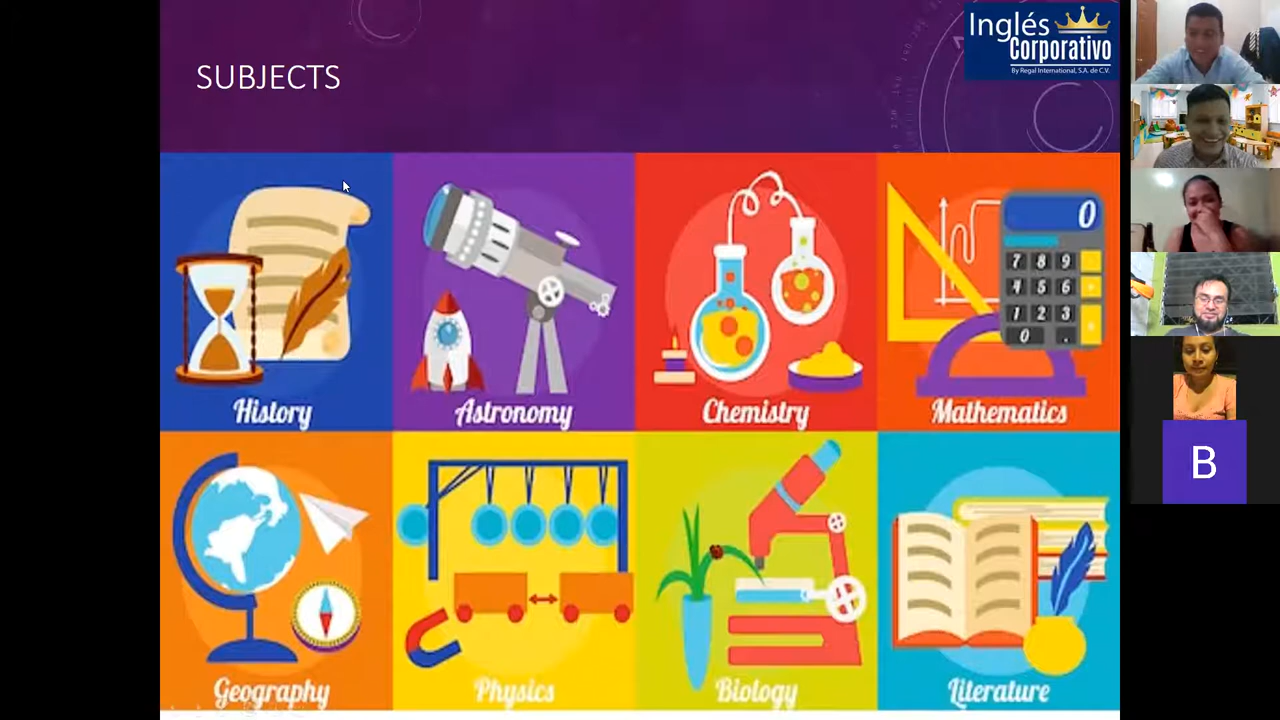 SUBJECTS
Inglés
Corporativo
By Regal International, S.A. de C.V.
0
7 8 9
4 5 6 +
1 2 3
0 .
History
Astronomy
Chemistry
Mathematics
Geography
Physics
Biology
Literature
B